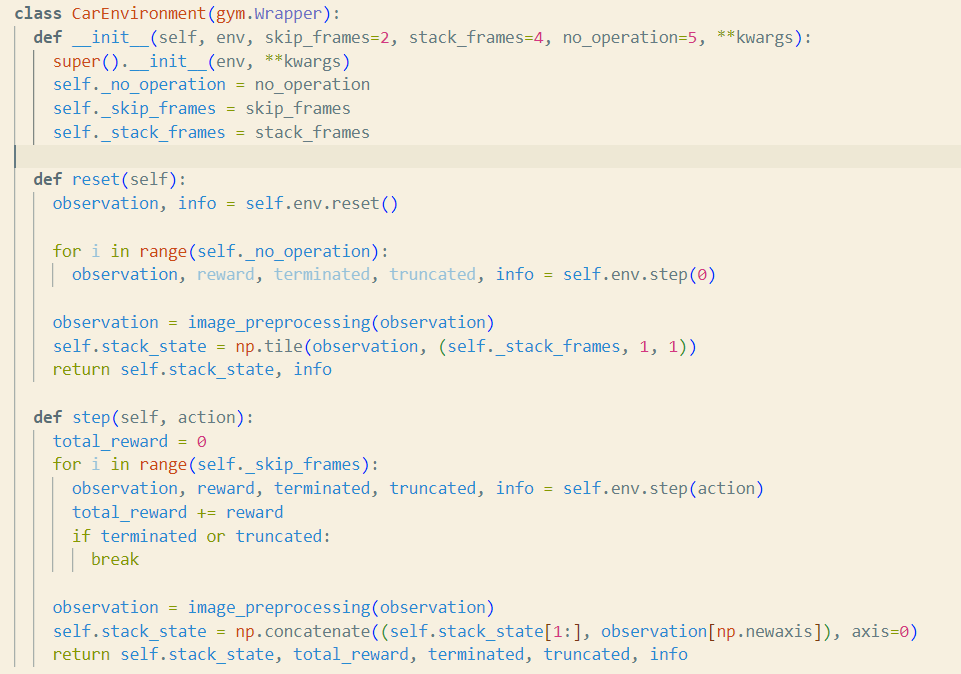 class CarEnvironment(gym.Wrapper):
  def __init__(self, env, skip_frames=2, stack_frames=4, no_operation=5, **kwargs):
    super().__init__(env, **kwargs)
    self._no_operation = no_operation
    self._skip_frames = skip_frames
    self._stack_frames = stack_frames

  def reset(self):
    observation, info = self.env.reset()

    for i in range(self._no_operation):
      observation, reward, terminated, truncated, info = self.env.step(0)

    observation = image_preprocessing(observation)
    self.stack_state = np.tile(observation, (self._stack_frames, 1, 1))
    return self.stack_state, info

  def step(self, action):
    total_reward = 0
    for i in range(self._skip_frames):
      observation, reward, terminated, truncated, info = self.env.step(action)
      total_reward += reward
      if terminated or truncated:
        break

    observation = image_preprocessing(observation)
    self.stack_state = np.concatenate((self.stack_state[1:], observation[np.newaxis]), axis=0)
    return self.stack_state, total_reward, terminated, truncated, info